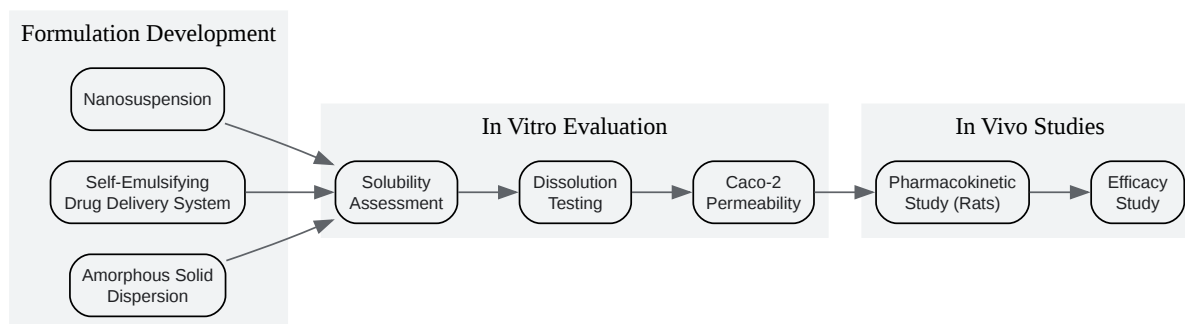 Formulation Development
Nanosuspension
Self-Emulsifying
Drug Delivery System
Amorphous Solid
Dispersion
In Vitro Evaluation
Solubility
Assessment
Dissolution
Testing
Caco-2
Permeability
In Vivo Studies
Pharmacokinetic
Study (Rats)
Efficacy
Study